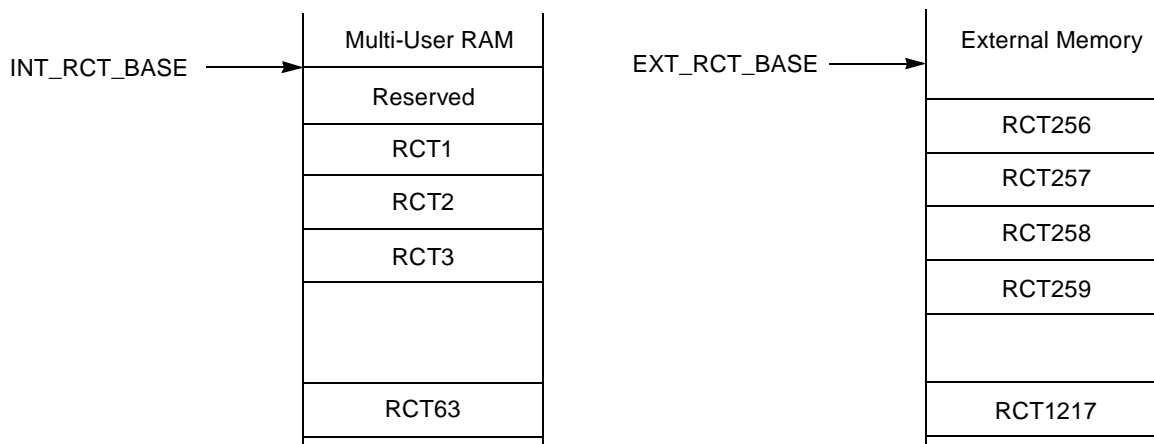 Multi-User RAM
INT_RCT_BASE
Reserved
RCT1
RCT2
RCT3
RCT63
External Memory
EXT_RCT_BASE
RCT256
RCT257
RCT258
RCT259
RCT1217